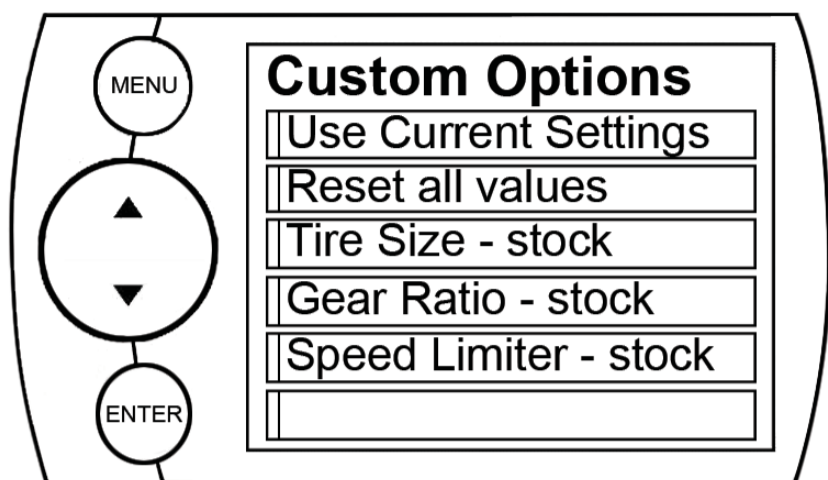 MENU
Custom Options
Use Current Settings
Reset all values
Tire Size - stock
Gear Ratio - stock
Speed Limiter - stock
ENTER